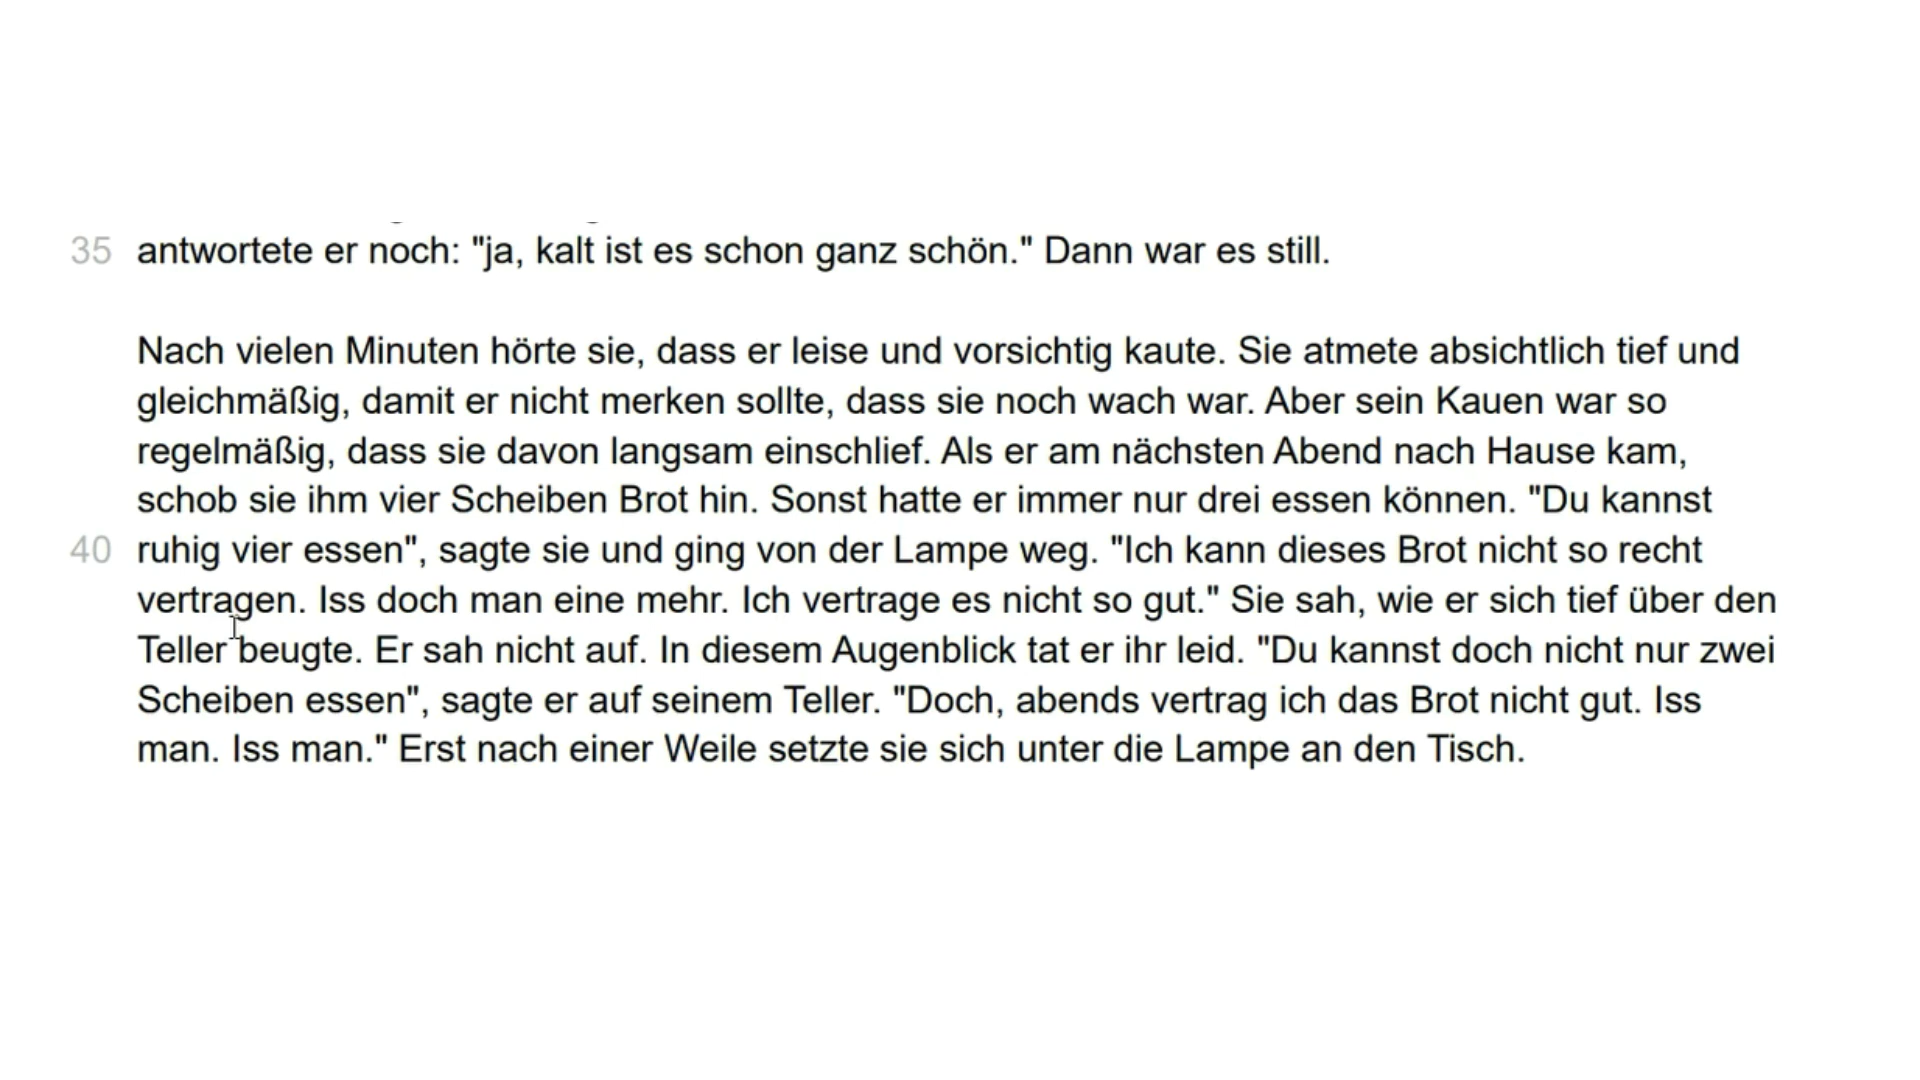 35 antwortete er noch: "ja, kalt ist es schon ganz schön." Dann war es still.
Nach vielen Minuten hörte sie, dass er leise und vorsichtig kaute. Sie atmete absichtlich tief und
gleichmäßig, damit er nicht merken sollte, dass sie noch wach war. Aber sein Kauen war so
regelmäßig, dass sie davon langsam einschlief. Als er am nächsten Abend nach Hause kam,
schob sie ihm vier Scheiben Brot hin. Sonst hatte er immer nur drei essen können. "Du kannst
40 ruhig vier essen", sagte sie und ging von der Lampe weg. "Ich kann dieses Brot nicht so recht
vertragen. Iss doch man eine mehr. Ich vertrage es nicht so gut." Sie sah, wie er sich tief über den
Teller beugte. Er sah nicht auf. In diesem Augenblick tat er ihr leid. "Du kannst doch nicht nur zwei
Scheiben essen", sagte er auf seinem Teller. "Doch, abends vertrag ich das Brot nicht gut. Iss
man. Iss man." Erst nach einer Weile setzte sie sich unter die Lampe an den Tisch.